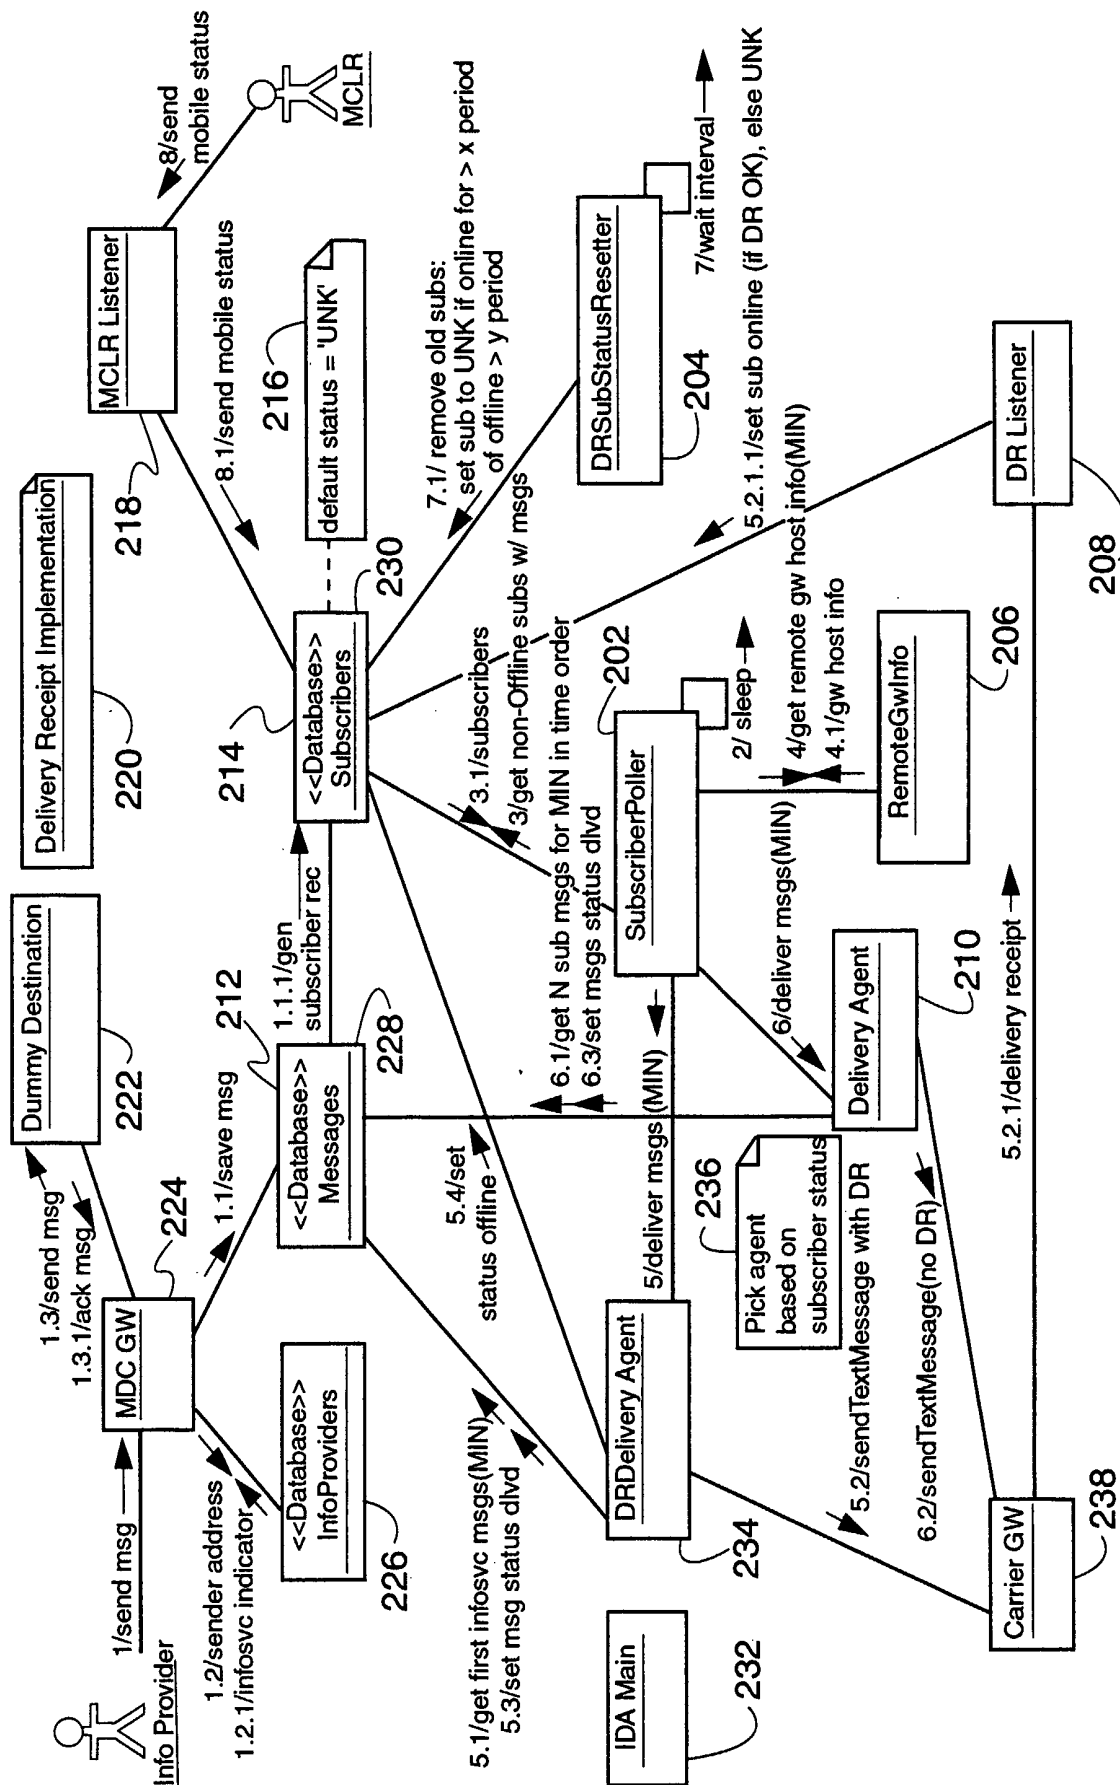 Info Provider
1/send msg
1.2/sender address
1.2.1/infosvc indicator
MDC GW
224
1.3/send msg
1.3.1/ack msg
Dummy Destination
222
Delivery Receipt Implementation
220
MCLR Listener
218
8/send
mobile status
MCLR
8.1/send mobile status
1.1/save msg
<<Database>>
InfoProviders
226
<<Database>>
Messages
212
228
1.1.1/gen
subscriber rec
<<Database>>
Subscribers
214
230
default status = 'UNK'
216
7.1/ remove old subs:
set sub to UNK if online for > x period
of offline > y period
5.1/get first infosvc msgs(MIN)
5.3/set msg status dlvd
5.4/set
status offline
6.1/get N sub msgs for MIN in time order
6.3/set msgs status dlvd
3.1/subscribers
3/get non-Offline subs w/ msgs
IDA Main
232
DRDelivery Agent
234
5/deliver msgs (MIN)
SubscriberPoller
202
2/ sleep
DRSubStatusResetter
204
7/wait interval
5.2.1.1/set sub online (if DR OK), else UNK
4/get remote gw host info(MIN)
4.1/gw host info
236
Pick agent
based on
subscriber status
6/deliver msgs(MIN)
Delivery Agent
210
RemoteGwInfo
206
5.2/sendTextMessage with DR
6.2/sendTextMessage(no DR)
Carrier GW
238
5.2.1/delivery receipt
DR Listener
208